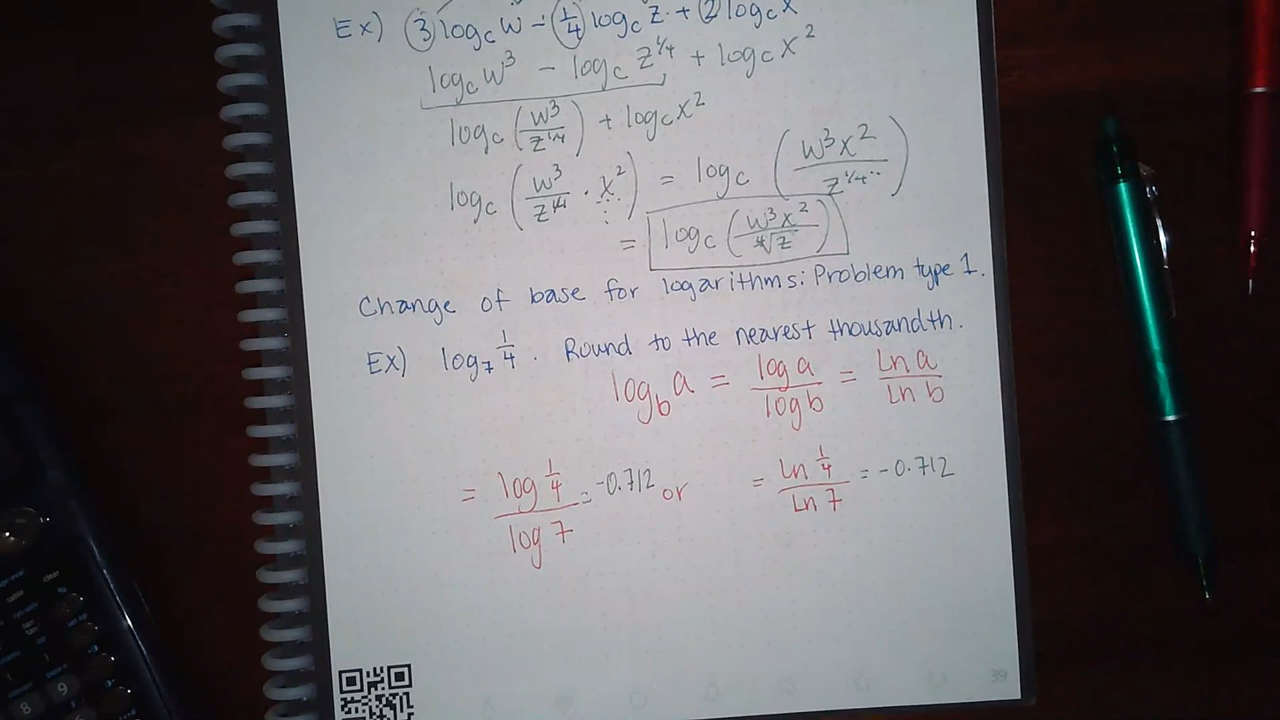 Ex) 3 log_c w - 1/4 log_c z + 2 log_c x
log_c w^3 - log_c z^1/4 + log_c x^2
log_c (w^3/z^1/4) + log_c x^2
log_c (w^3/z^1/4 · x^2) = log_c (w^3x^2/z^1/4)
= log_c (w^3x^2/∜z)
Change of base for logarithms: Problem type 1.
Ex) log_7 1/4. Round to the nearest thousandth.
log_b a = log a/log b = Ln a/Ln b
= log 1/4/log 7 = -0.712 or = Ln 1/4/Ln 7 = -0.712
39
8 9